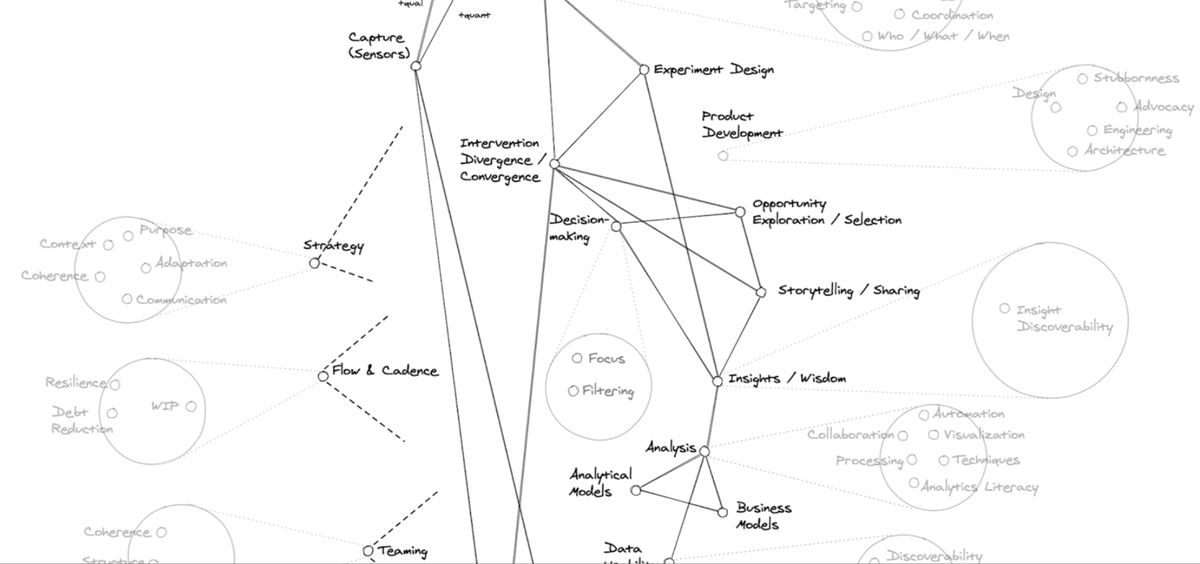 +qual
+quant
Targeting
Coordination
Who / What / When
Capture
(Sensors)
Experiment Design
Stubbornness
Design
Advocacy
Engineering
Architecture
Product
Development
Intervention
Divergence /
Convergence
Opportunity
Exploration / Selection
Decision-
making
Purpose
Context
Adaptation
Coherence
Communication
Strategy
Storytelling / Sharing
Insight
Discoverability
Focus
Filtering
Flow & Cadence
Resilience
WIP
Debt
Reduction
Insights / Wisdom
Automation
Collaboration
Visualization
Processing
Techniques
Analytics Literacy
Analysis
Analytical
Models
Business
Models
Coherence
Structure
Teaming
Data
Discoverability